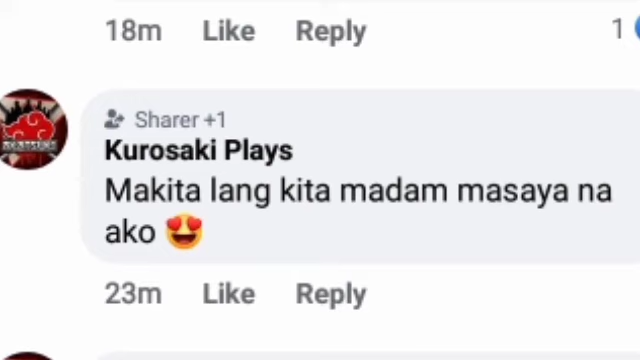 18m Like Reply 1
Sharer +1
Kurosaki Plays
Makita lang kita madam masaya na
ako 😍
23m Like Reply